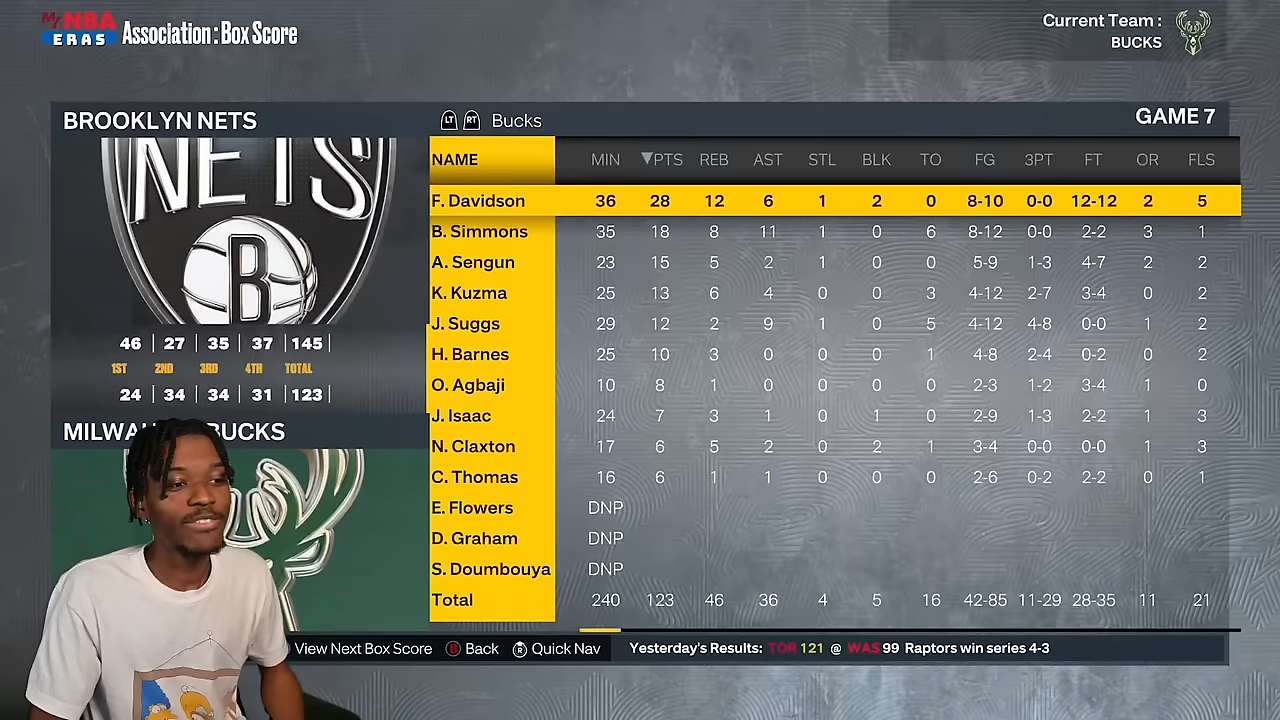 My NBA
ERAS
Association: Box Score
Current Team :
BUCKS
BROOKLYN NETS
NETS
B
46 | 27 | 35 | 37 | 145 |
1ST 2ND 3RD 4TH TOTAL
24 | 34 | 34 | 31 | 123 |
BUCKS
LT RT Bucks
GAME 7
NAME MIN ▼PTS REB AST STL BLK TO FG 3PT FT OR FLS
F. Davidson 36 28 12 6 1 2 0 8-10 0-0 12-12 2 5
B. Simmons 35 18 8 11 1 0 6 8-12 0-0 2-2 3 1
A. Sengun 23 15 5 2 1 0 0 5-9 1-3 4-7 2 2
K. Kuzma 25 13 6 4 0 0 3 4-12 2-7 3-4 0 2
J. Suggs 29 12 2 9 1 0 5 4-12 4-8 0-0 1 2
H. Barnes 25 10 3 0 0 0 1 4-8 2-4 0-2 0 2
O. Agbaji 10 8 1 0 0 0 0 2-3 1-2 3-4 1 0
J. Isaac 24 7 3 1 0 1 0 2-9 1-3 2-2 1 3
N. Claxton 17 6 5 2 0 2 1 3-4 0-0 0-0 1 3
C. Thomas 16 6 1 1 0 0 0 2-6 0-2 2-2 0 1
E. Flowers DNP
D. Graham DNP
S. Doumbouya DNP
Total 240 123 46 36 4 5 16 42-85 11-29 28-35 11 21
View Next Box Score B Back R Quick Nav
Yesterday's Results: TOR 121 @ WAS 99 Raptors win series 4-3